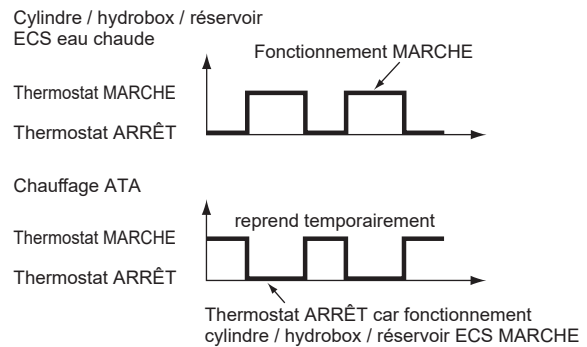 Cylindre / hydrobox / réservoir
ECS eau chaude
Fonctionnement MARCHE
Thermostat MARCHE
Thermostat ARRÊT
Chauffage ATA
reprend temporairement
Thermostat MARCHE
Thermostat ARRÊT
Thermostat ARRÊT car fonctionnement
cylindre / hydrobox / réservoir ECS MARCHE